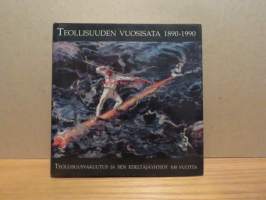 TEOLLISUUDEN VUOSISATA 1890-1990
TEOLLISUUSVAKUUTUS JA SEN EDELTÄJÄYHTIÖT 100 VUOTTA